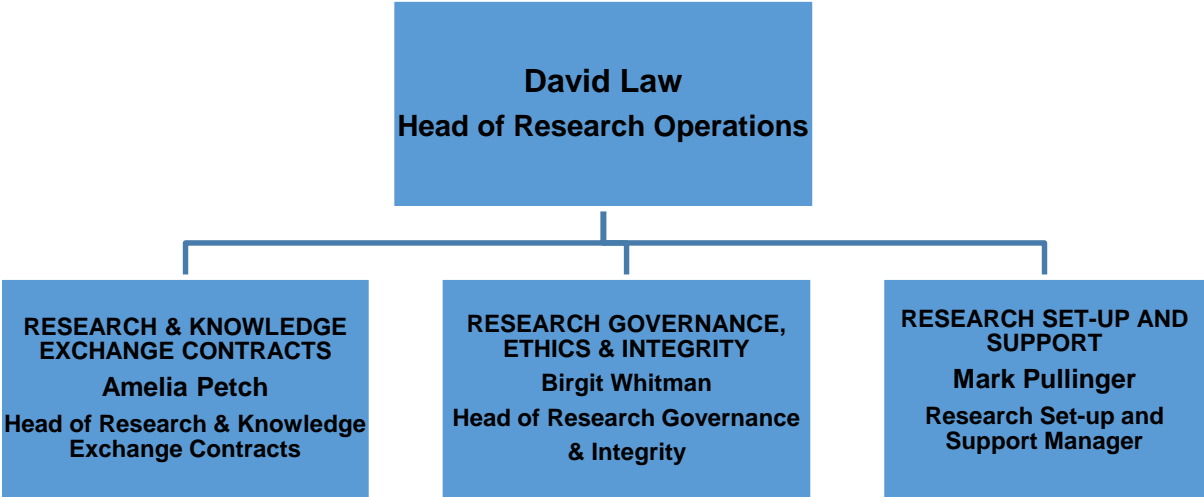 David Law
Head of Research Operations
RESEARCH & KNOWLEDGE
EXCHANGE CONTRACTS
Amelia Petch
Head of Research & Knowledge
Exchange Contracts
RESEARCH GOVERNANCE,
ETHICS & INTEGRITY
Birgit Whitman
Head of Research Governance
& Integrity
RESEARCH SET-UP AND
SUPPORT
Mark Pullinger
Research Set-up and
Support Manager